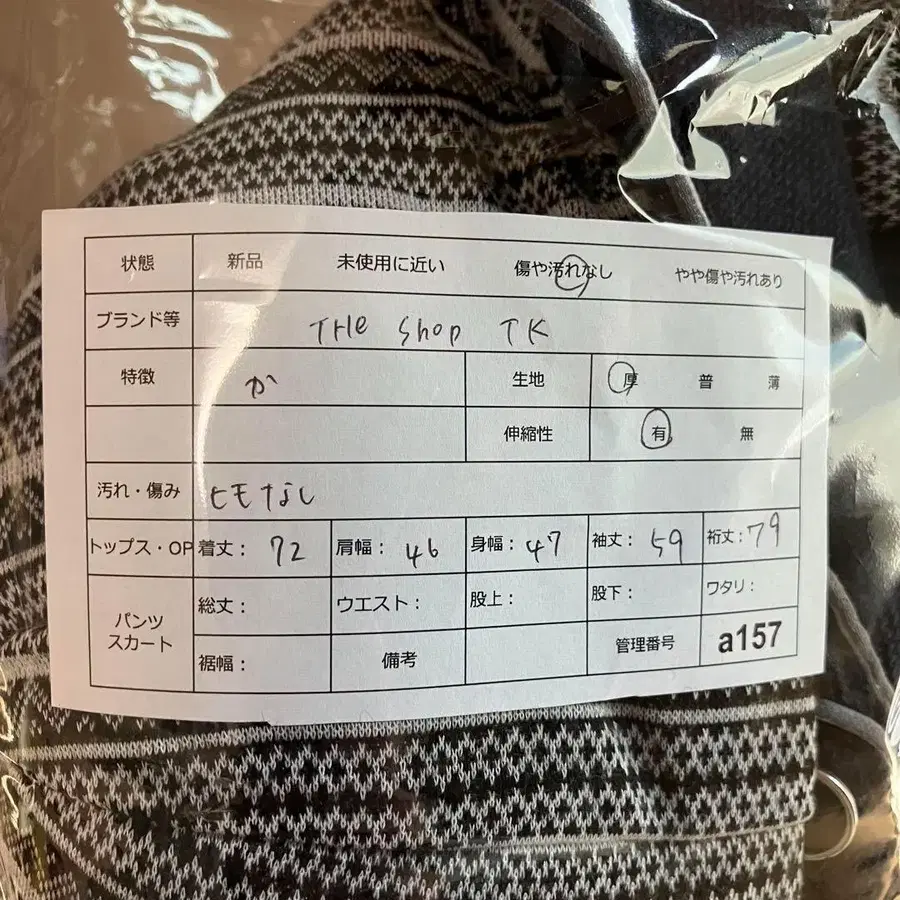 状態 新品 未使用に近い 傷や汚れなし やや傷や汚れあり
ブランド等 THe Shop TK
特徴 か 生地 厚 普 薄
伸縮性 有 無
汚れ・傷み ヒモなし
トップス・OP 着丈: 72 肩幅: 46 身幅: 47 袖丈: 59 裄丈: 79
パンツ スカート 総丈: ウエスト: 股上: 股下: ワタリ:
裾幅: 備考 管理番号 a157